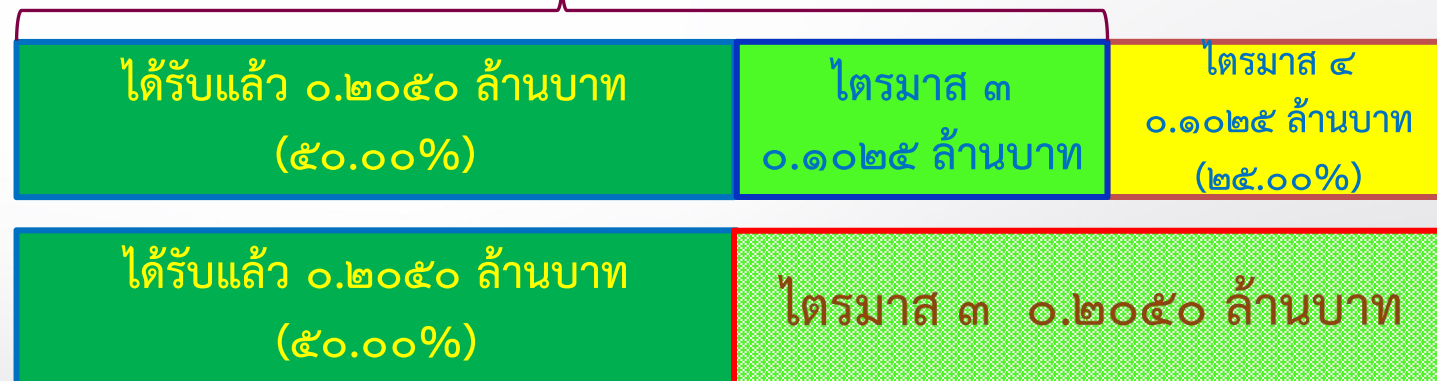 ได้รับแล้ว ๐.๒๐๕๐ ล้านบาท
(๕๐.๐๐%)
ไตรมาส ๓
๐.๑๐๒๕ ล้านบาท
ไตรมาส ๔
๐.๑๐๒๕ ล้านบาท
(๒๕.๐๐%)
ได้รับแล้ว ๐.๒๐๕๐ ล้านบาท
(๕๐.๐๐%)
ไตรมาส ๓ ๐.๒๐๕๐ ล้านบาท